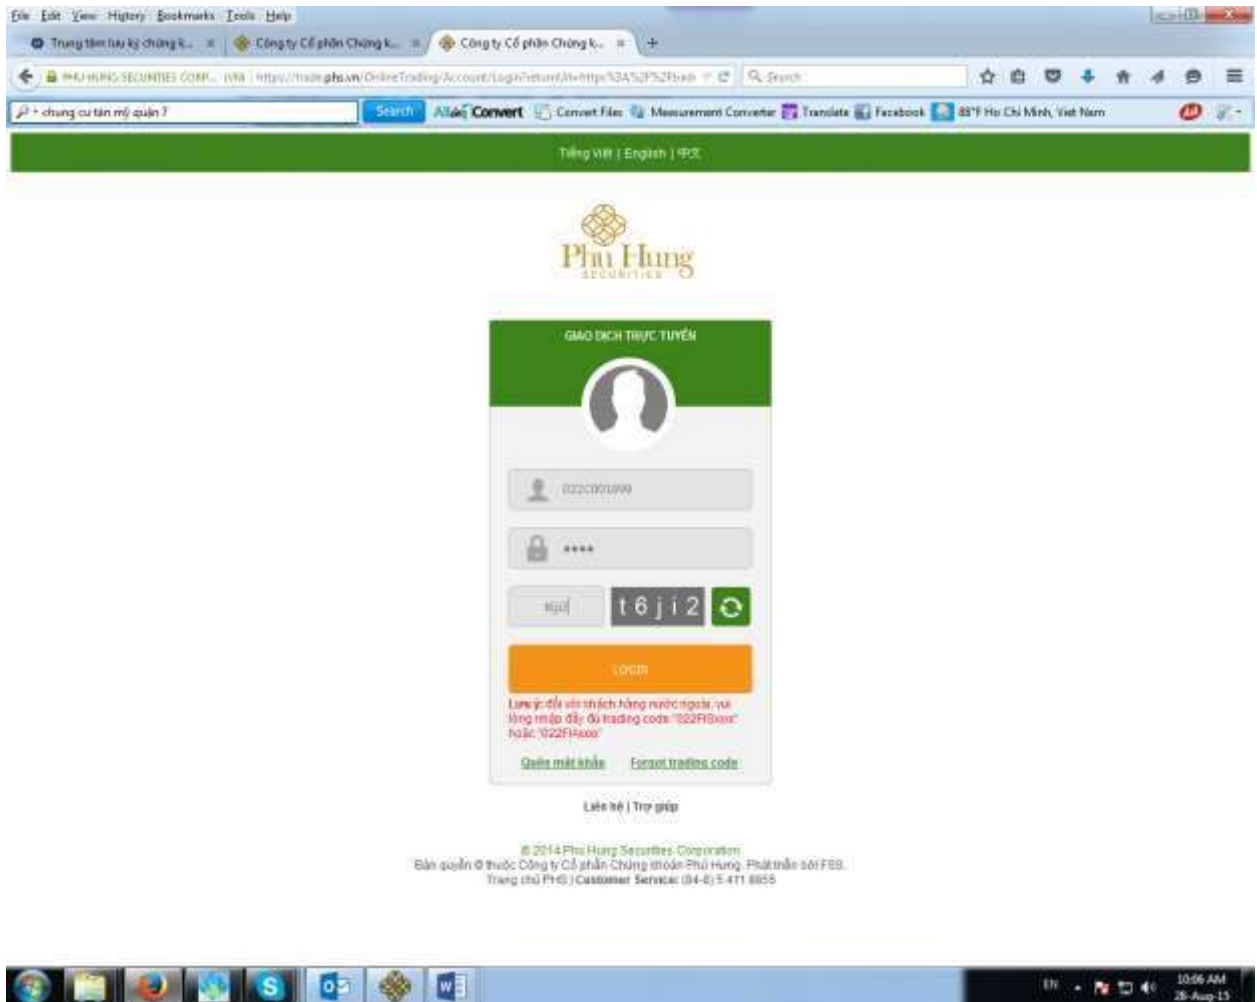 File Edit View History Bookmarks Tools Help
Trung tâm lưu ký chứng k... Công ty Cổ phần Chứng k... Công ty Cổ phần Chứng k...
PHU HUNG SECURITIES CORP... (VN) https://trade.phs.vn/OnlineTrading/Account/Login? Search
chung cu tân mỹ quận 7 Search Convert Convert Files Measurement Converter Translate Facebook 88°F Ho Chi Minh, Viet Nam
Tiếng Việt | English | 中文
Phu Hung
SECURITIES
GIAO DỊCH TRỰC TUYẾN
022C001999
****
t6ji2
LOGIN
Lưu ý: đối với khách hàng nước ngoài, vui
lòng nhập đầy đủ trading code "022FIBxxxx"
hoặc "022FIAxxxx"
Quên mật khẩu Forgot trading code
Liên hệ | Trợ giúp
© 2014 Phu Hung Securities Corporation
Bản quyền © thuộc Công ty Cổ phần Chứng khoán Phú Hưng. Phát triển bởi FSS.
Trang chủ PHS | Customer Service: (84-8) 5 411 8855
EN 10:06 AM
28-Aug-15